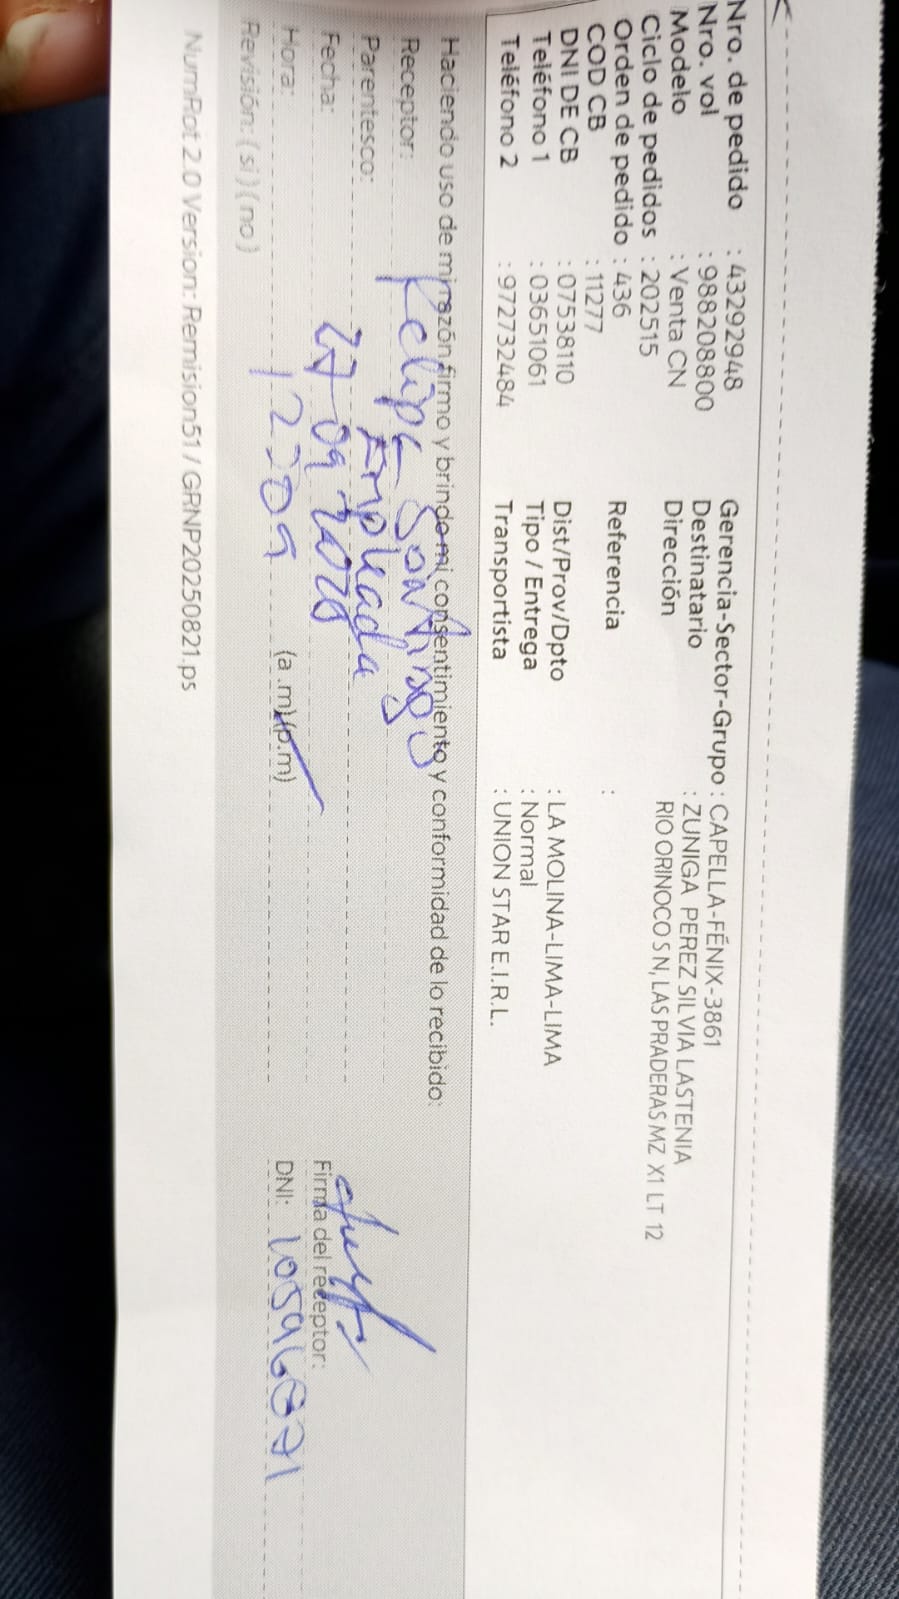 Nro. de pedido : 43292948 Gerencia-Sector-Grupo : CAPELLA-FÉNIX-3861
Nro. vol : 988208800 Destinatario : ZUNIGA PEREZ SILVIA LASTENIA
Modelo : Venta CN Dirección RIO ORINOCO S N, LAS PRADERAS MZ X1 LT 12
Ciclo de pedidos : 202515
Orden de pedido : 436 Referencia :
COD CB : 11277
DNI DE CB : 07538110 Dist/Prov/Dpto : LA MOLINA-LIMA-LIMA
Teléfono 1 : 03651061 Tipo / Entrega : Normal
Teléfono 2 : 972732484 Transportista : UNION STAR E.I.R.L.
Haciendo uso de mi razón firmo y brindo mi consentimiento y conformidad de lo recibido:
Receptor: Felipe Santiago
Parentesco: Empleada
Fecha: 27-09 Firma del receptor:
Hora: (a .m) (p.m) DNI:
Revisión: ( si ) ( no )
NumRot 2.0 Version: Remision51 / GRNP20250821.ps